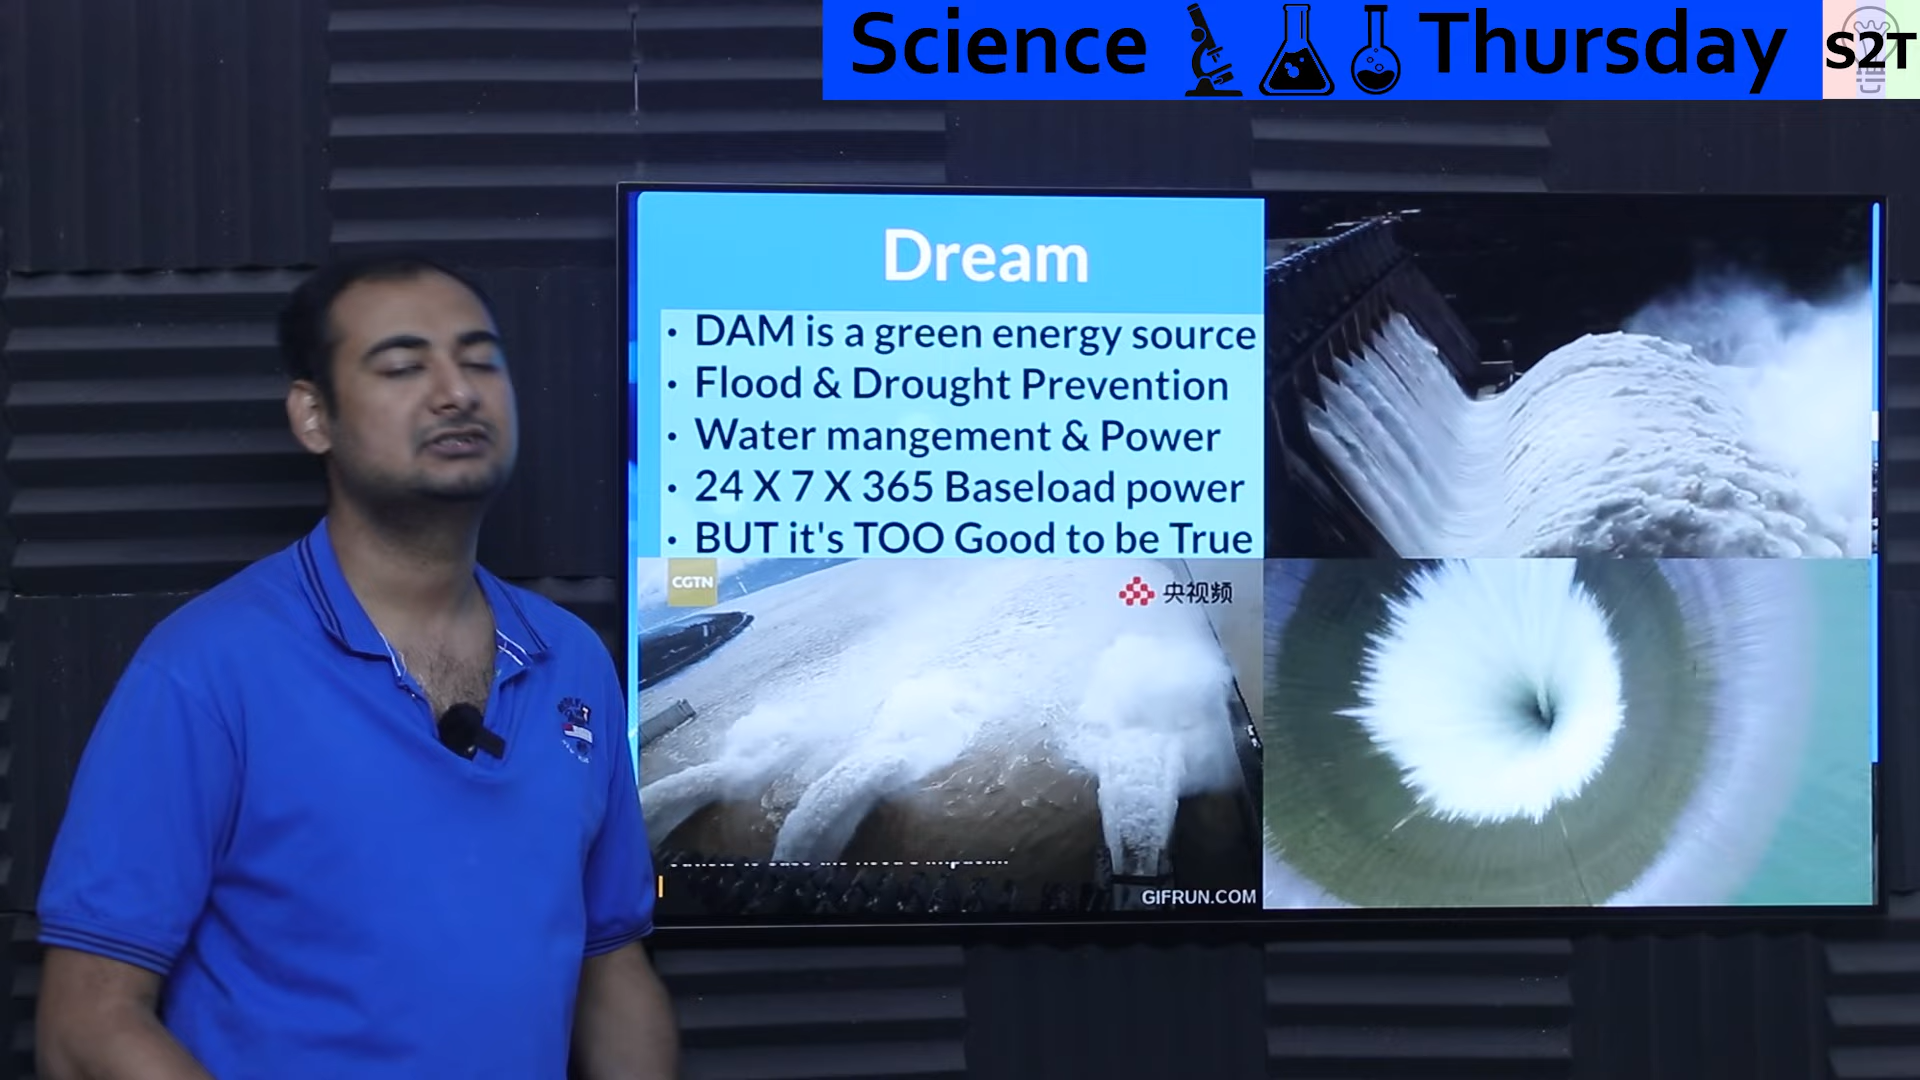 Science Thursday
S2T
Dream
• DAM is a green energy source
• Flood & Drought Prevention
• Water mangement & Power
• 24 X 7 X 365 Baseload power
• BUT it's TOO Good to be True
CGTN
央视频
GIFRUN.COM